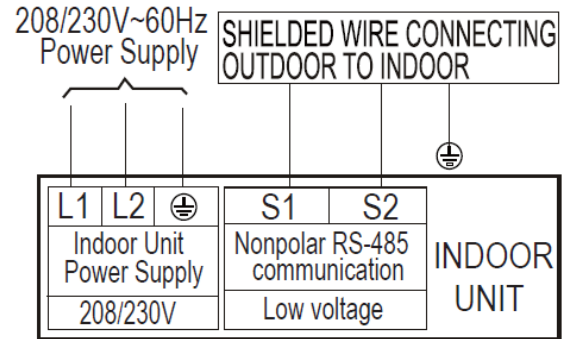 208/230V~60Hz
Power Supply
SHIELDED WIRE CONNECTING
OUTDOOR TO INDOOR
L1 L2
S1 S2
Indoor Unit
Power Supply
208/230V
Nonpolar RS-485
communication
Low voltage
INDOOR
UNIT